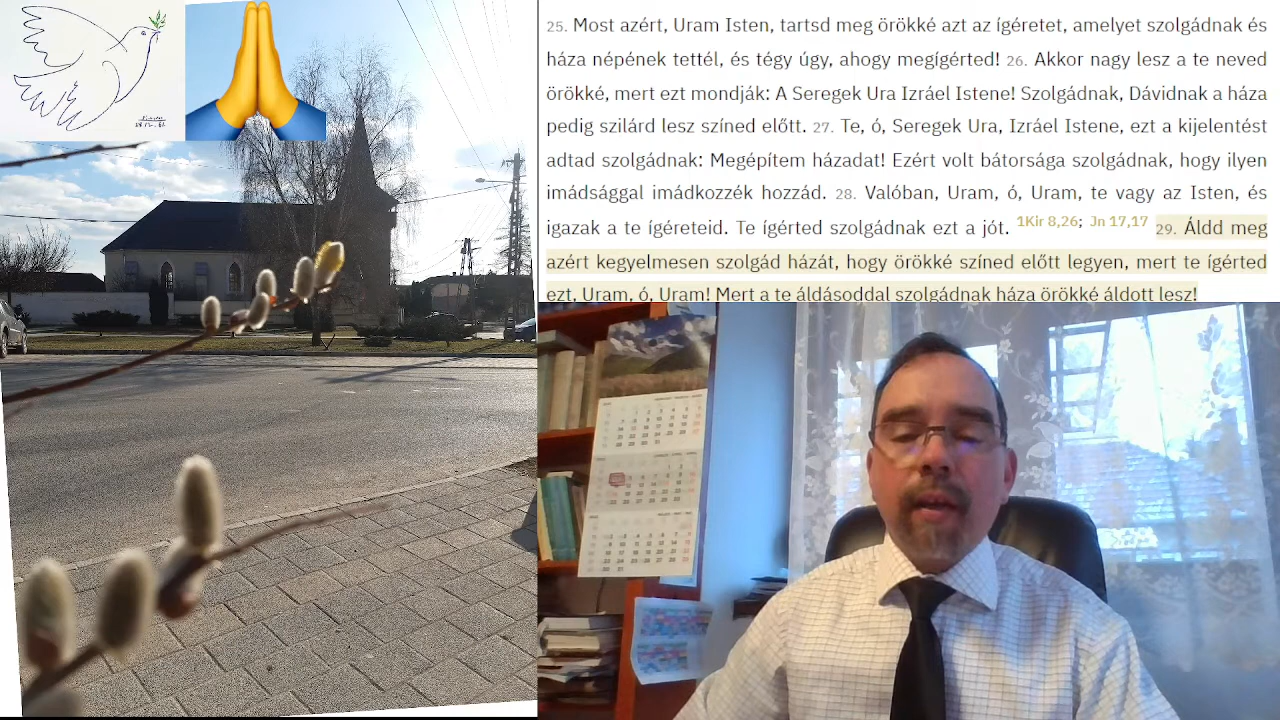 25. Most azért, Uram Isten, tartsd meg örökké azt az ígéretet, amelyet szolgádnak és
háza népének tettél, és tégy úgy, ahogy megígérted! 26. Akkor nagy lesz a te neved
örökké, mert ezt mondják: A Seregek Ura Izráel Istene! Szolgádnak, Dávidnak a háza
pedig szilárd lesz színed előtt. 27. Te, ó, Seregek Ura, Izráel Istene, ezt a kijelentést
adtad szolgádnak: Megépítem házadat! Ezért volt bátorsága szolgádnak, hogy ilyen
imádsággal imádkozzék hozzád. 28. Valóban, Uram, ó, Uram, te vagy az Isten, és
igazak a te ígéreteid. Te ígérted szolgádnak ezt a jót. 1Kir 8,26; Jn 17,17 29. Áldd meg
azért kegyelmesen szolgád házát, hogy örökké színed előtt legyen, mert te ígérted
ezt, Uram, ó, Uram! Mert a te áldásoddal szolgádnak háza örökké áldott lesz!